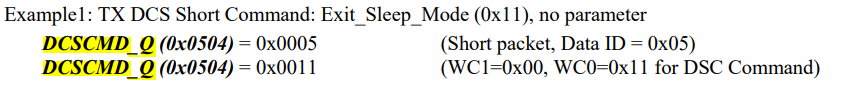 Example1: TX DCS Short Command: Exit_Sleep_Mode (0x11), no parameter
DCSCMD_Q (0x0504) = 0x0005 (Short packet, Data ID = 0x05)
DCSCMD_Q (0x0504) = 0x0011 (WC1=0x00, WC0=0x11 for DSC Command)